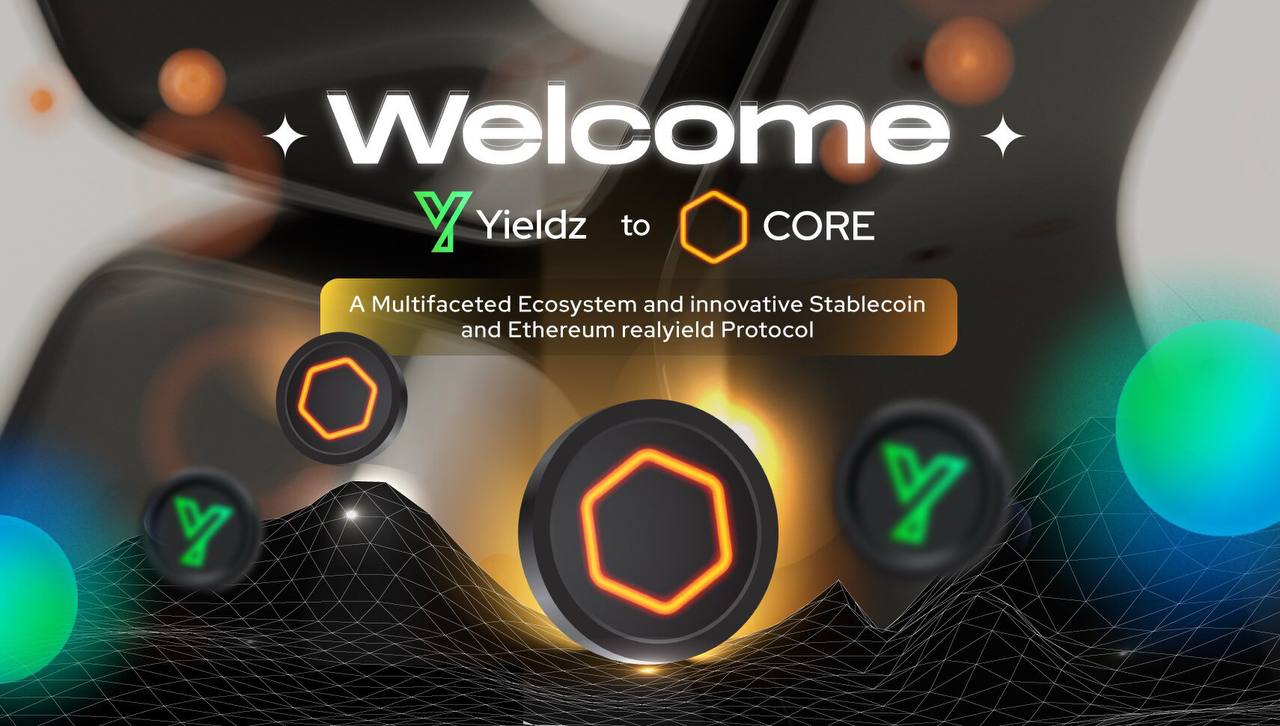 Welcome
Yieldz to CORE
A Multifaceted Ecosystem and innovative Stablecoin
and Ethereum realyield Protocol